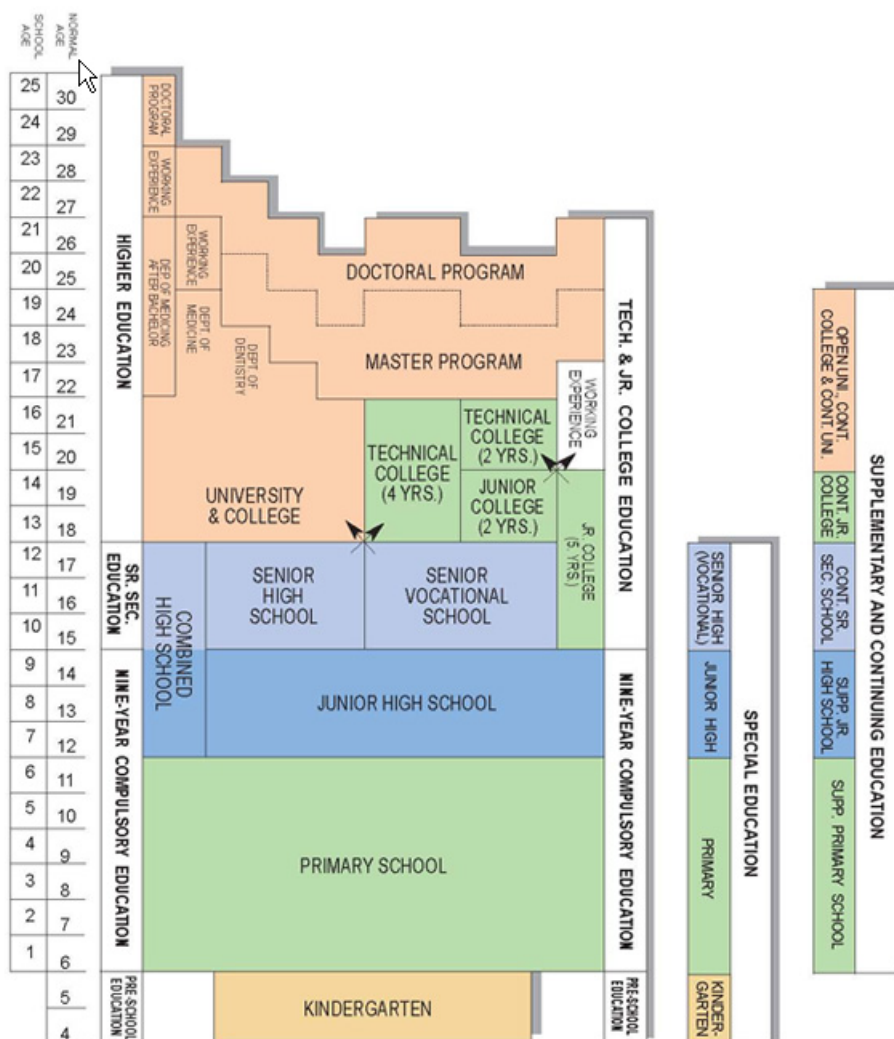 SCHOOL
AGE
NORMAL
AGE
25
24
23
22
21
20
19
18
17
16
15
14
13
12
11
10
9
8
7
6
5
4
3
2
1
30
29
28
27
26
25
24
23
22
21
20
19
18
17
16
15
14
13
12
11
10
9
8
7
6
5
4
HIGHER EDUCATION
SR. SEC.
EDUCATION
NINE-YEAR COMPULSORY EDUCATION
PRE-SCHOOL
EDUCATION
DOCTORAL
PROGRAM
WORKING
EXPERIENCE
DEP OF MEDICING
AFTER BACHELOR
WORKING
EXPERIENCE
DEPT. OF
MEDICINE
DEPT. OF
DENTISTRY
DOCTORAL PROGRAM
MASTER PROGRAM
WORKING
EXPERIENCE
UNIVERSITY
& COLLEGE
TECHNICAL
COLLEGE
(4 YRS.)
TECHNICAL
COLLEGE
(2 YRS.)
JUNIOR
COLLEGE
(2 YRS.)
JR. COLLEGE
(5. YRS.)
COMBINED
HIGH SCHOOL
SENIOR
HIGH
SCHOOL
SENIOR
VOCATIONAL
SCHOOL
JUNIOR HIGH SCHOOL
PRIMARY SCHOOL
KINDERGARTEN
TECH. & JR. COLLEGE EDUCATION
NINE-YEAR COMPULSORY EDUCATION
PRE-SCHOOL
EDUCATION
SENIOR HIGH
(VOCATIONAL)
JUNIOR HIGH
PRIMARY
KINDER-
GARTEN
SPECIAL EDUCATION
OPEN UNI., CONT.
COLLEGE & CONT. UNI.
CONT. JR.
COLLEGE
CONT. SR.
SEC. SCHOOL
SUPP. JR.
HIGH SCHOOL
SUPP. PRIMARY SCHOOL
SUPPLEMENTARY AND CONTINUING EDUCATION